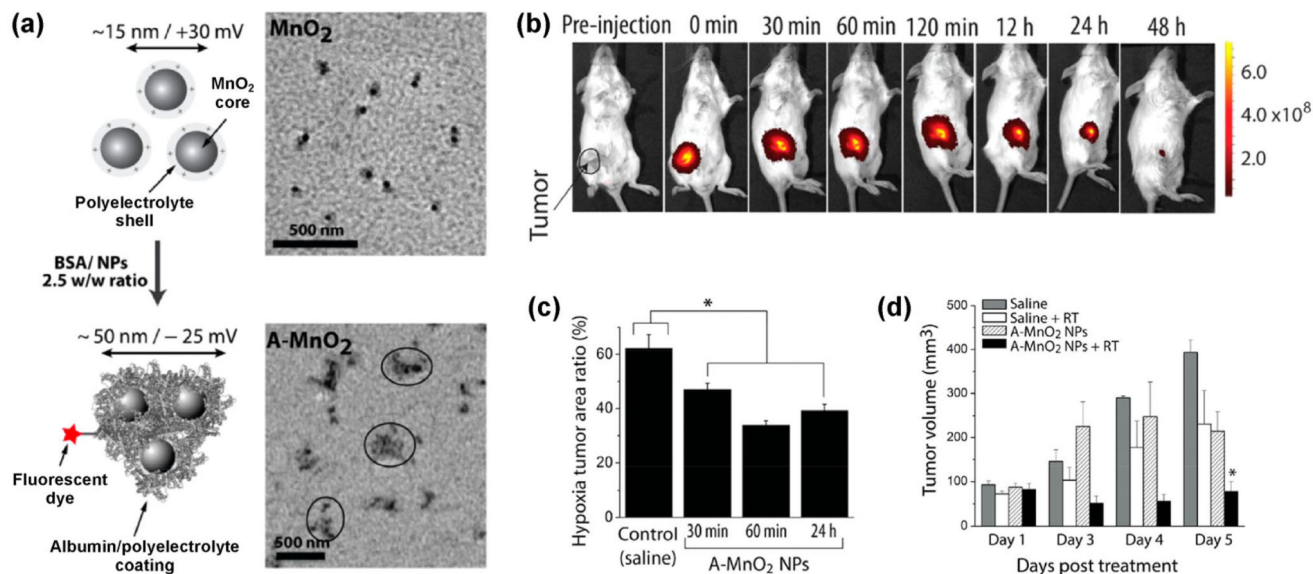 (a)
~15 nm / +30 mV
MnO₂
core
Polyelectrolyte
shell
BSA/ NPs
2.5 w/w ratio
~ 50 nm / − 25 mV
Fluorescent
dye
Albumin/polyelectrolyte
coating
MnO₂
500 nm
A-MnO₂
500 nm
(b)
Pre-injection 0 min 30 min 60 min 120 min 12 h 24 h 48 h
Tumor
6.0
4.0 x10⁸
2.0
(c)
*
Hypoxia tumor area ratio (%)
60
40
20
0
Control
(saline)
30 min 60 min 24 h
A-MnO₂ NPs
(d)
Saline
Saline + RT
A-MnO₂ NPs
A-MnO₂ NPs + RT
Tumor volume (mm³)
500
400
300
200
100
0
*
Day 1 Day 3 Day 4 Day 5
Days post treatment